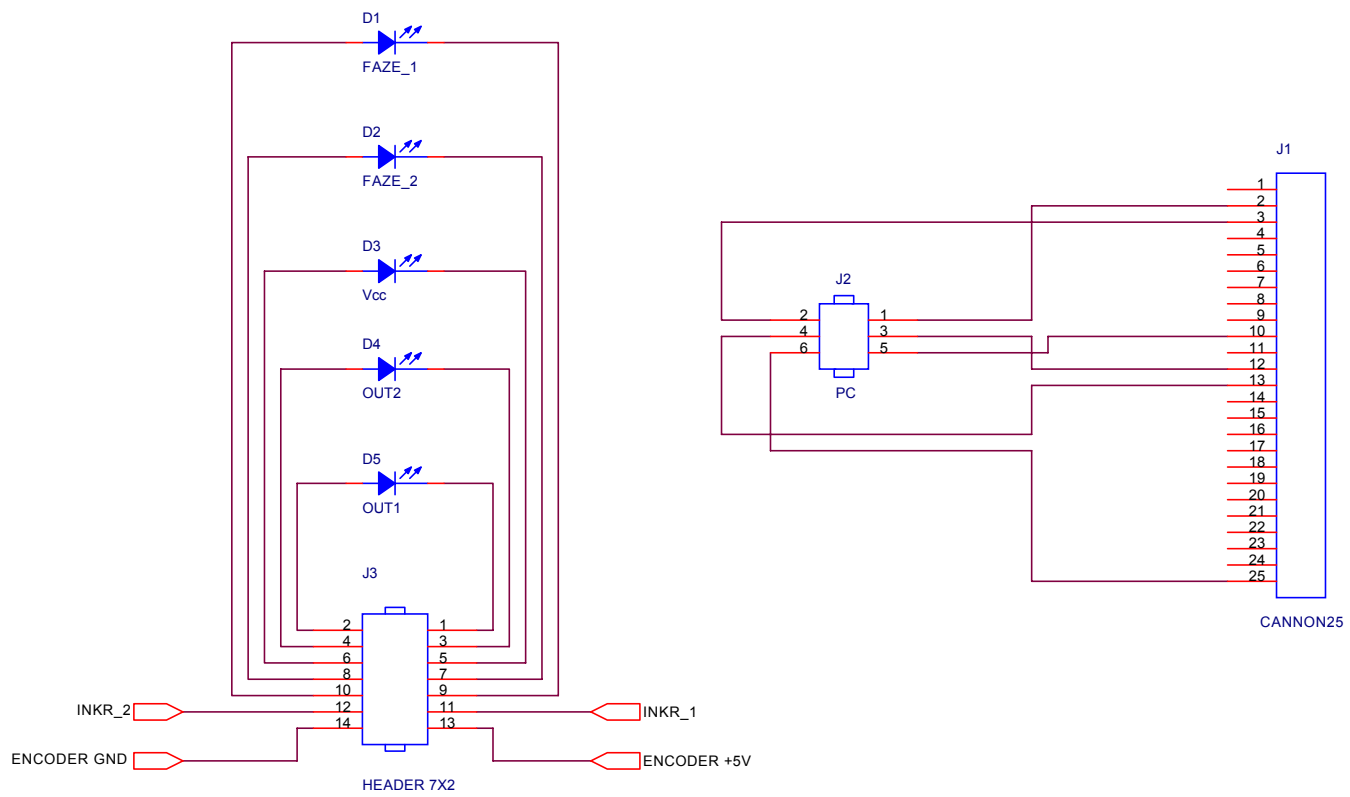 D1
FAZE_1
D2
FAZE_2
D3
Vcc
D4
OUT2
D5
OUT1
J3
2 1
4 3
6 5
8 7
10 9
INKR_2 12 11 INKR_1
14 13
ENCODER GND ENCODER +5V
HEADER 7X2
J2
2 1
4 3
6 5
PC
J1
1
2
3
4
5
6
7
8
9
10
11
12
13
14
15
16
17
18
19
20
21
22
23
24
25
CANNON25